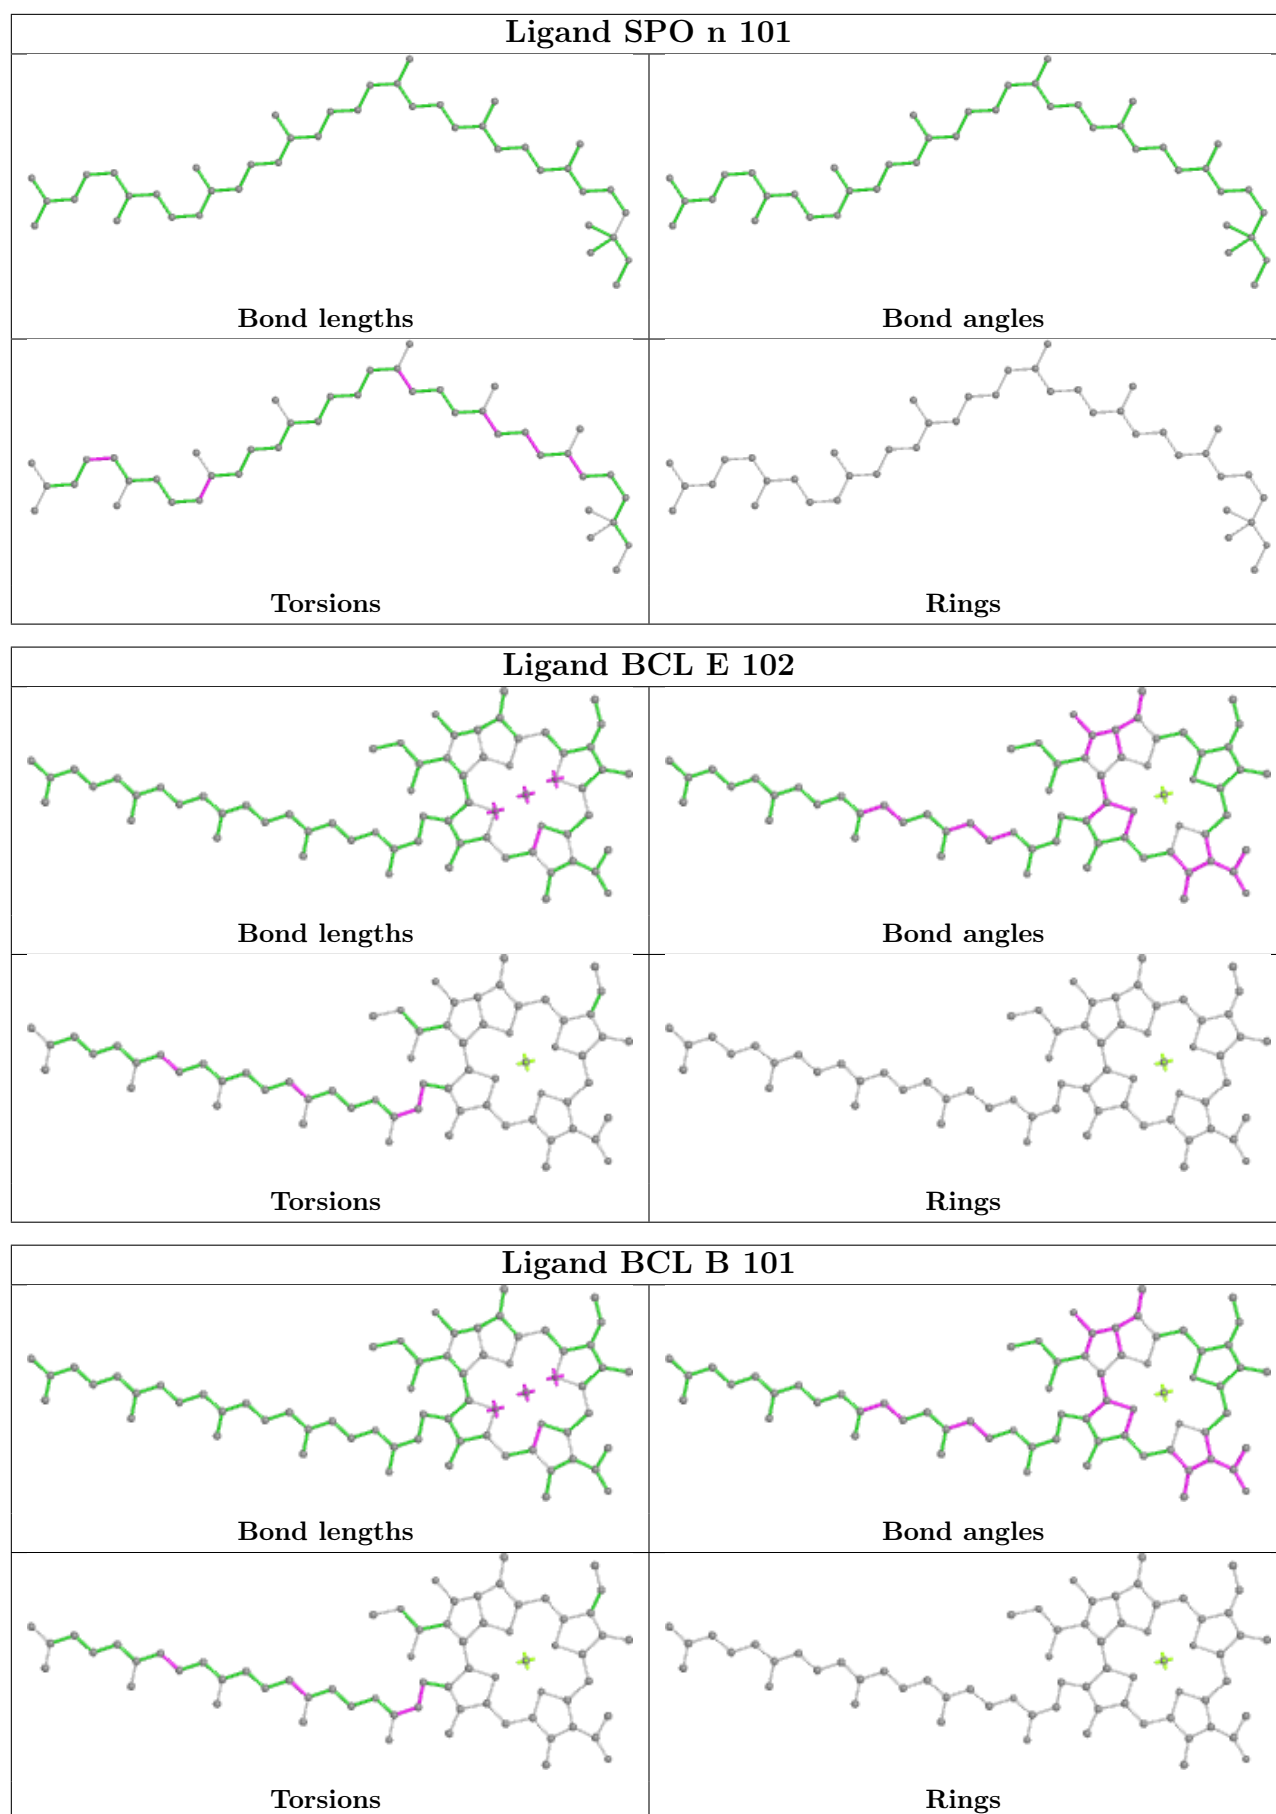 Ligand SPO n 101
Bond lengths
Bond angles
Torsions
Rings
Ligand BCL E 102
Bond lengths
Bond angles
Torsions
Rings
Ligand BCL B 101
Bond lengths
Bond angles
Torsions
Rings